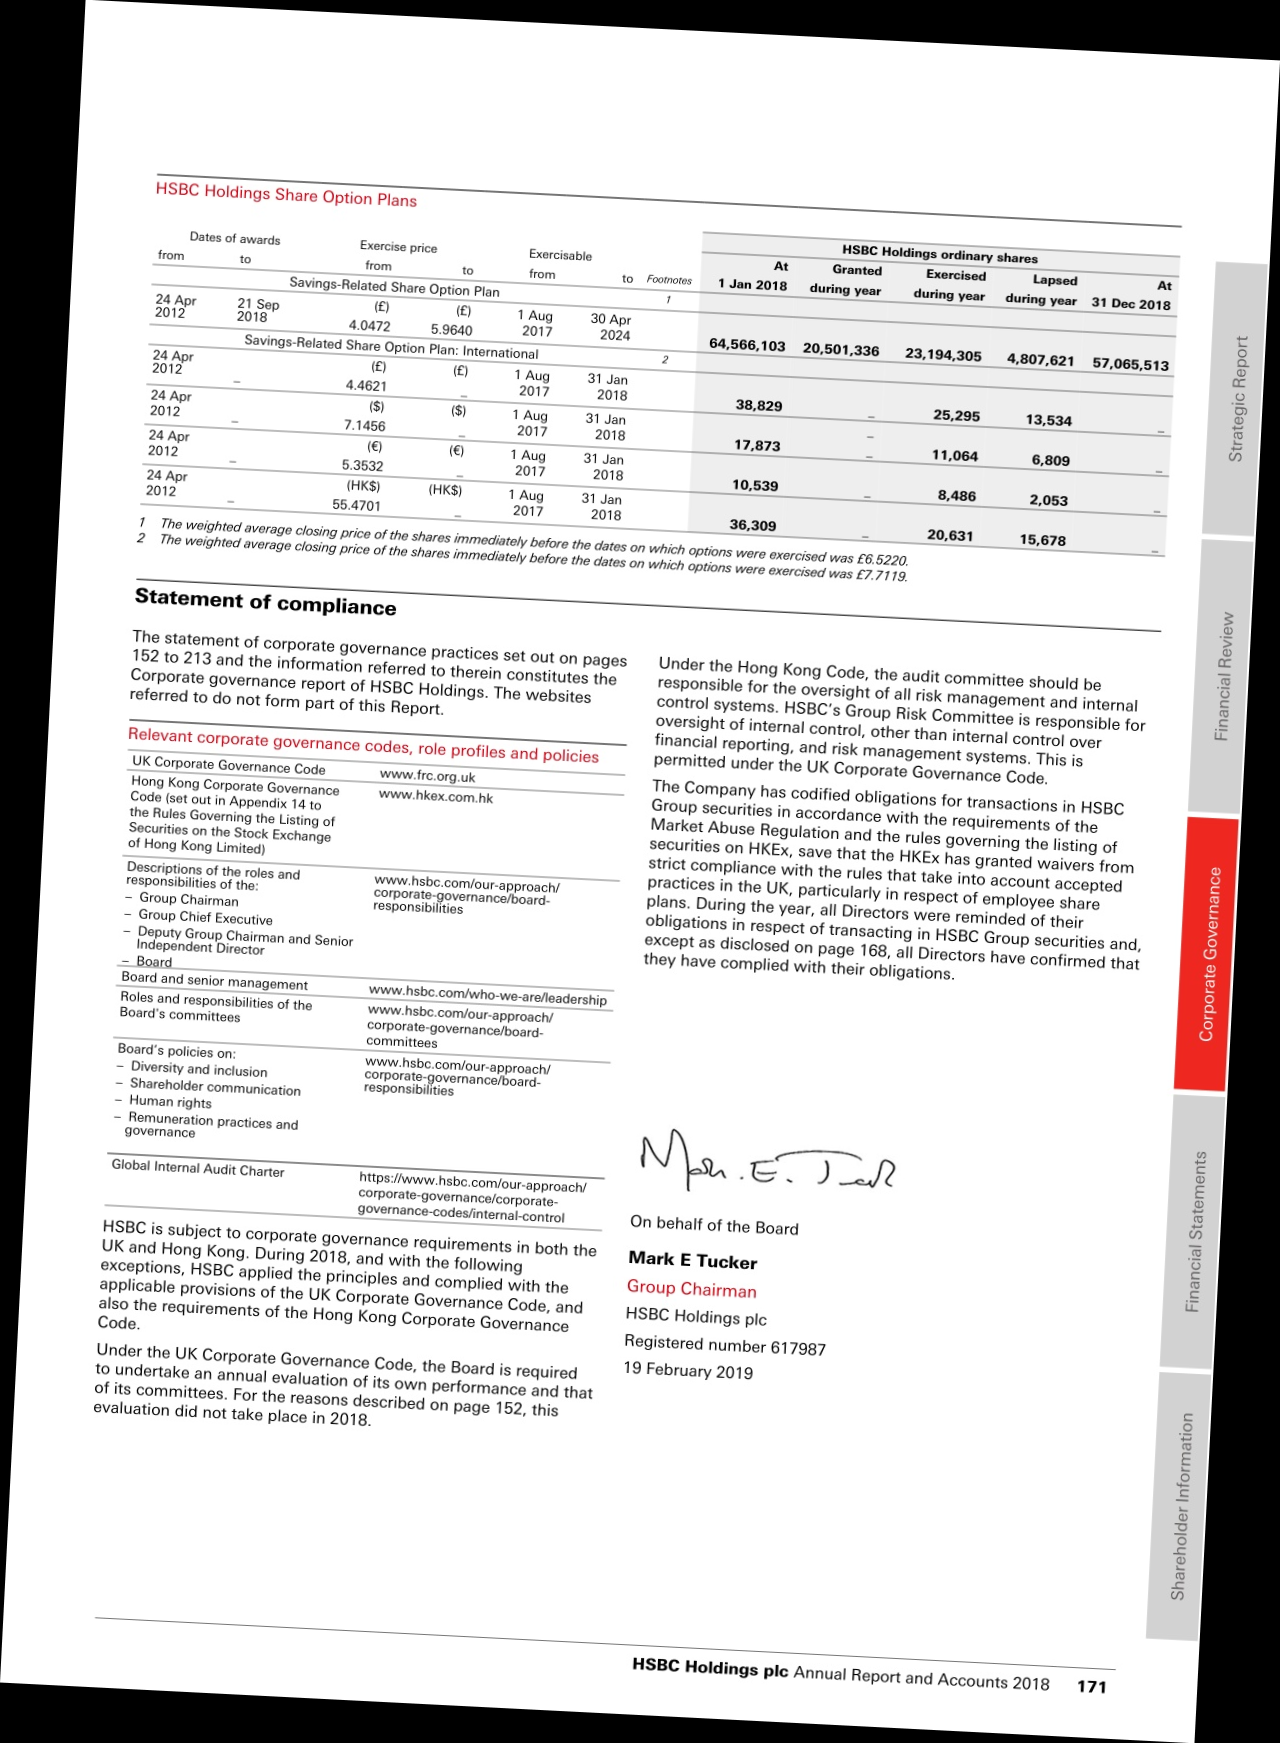 HSBC Holdings Share Option Plans
Dates of awards Exercise price Exercisable HSBC Holdings ordinary shares
from to from to from to Footnotes At 1 Jan 2018 Granted during year Exercised during year Lapsed during year At 31 Dec 2018
Savings-Related Share Option Plan 1
24 Apr 2012 21 Sep 2018 (£) 4.0472 (£) 5.9640 1 Aug 2017 30 Apr 2024 64,566,103 20,501,336 23,194,305 4,807,621 57,065,513
Savings-Related Share Option Plan: International 2
24 Apr 2012 – (£) 4.4621 (£) – 1 Aug 2017 31 Jan 2018 38,829 – 25,295 13,534 –
24 Apr 2012 – ($) 7.1456 ($) – 1 Aug 2017 31 Jan 2018 17,873 – – 11,064 6,809 –
24 Apr 2012 – (€) 5.3532 (€) – 1 Aug 2017 31 Jan 2018 10,539 – 8,486 2,053 –
24 Apr 2012 – (HK$) 55.4701 (HK$) – 1 Aug 2017 31 Jan 2018 36,309 – 20,631 15,678 –
1 The weighted average closing price of the shares immediately before the dates on which options were exercised was £6.5220.
2 The weighted average closing price of the shares immediately before the dates on which options were exercised was £7.7119.
Statement of compliance
The statement of corporate governance practices set out on pages
152 to 213 and the information referred to therein constitutes the
Corporate governance report of HSBC Holdings. The websites
referred to do not form part of this Report.
Relevant corporate governance codes, role profiles and policies
UK Corporate Governance Code www.frc.org.uk
Hong Kong Corporate Governance www.hkex.com.hk
Code (set out in Appendix 14 to
the Rules Governing the Listing of
Securities on the Stock Exchange
of Hong Kong Limited)
Descriptions of the roles and www.hsbc.com/our-approach/
responsibilities of the: corporate-governance/board-
– Group Chairman responsibilities
– Group Chief Executive
– Deputy Group Chairman and Senior
Independent Director
– Board
Board and senior management www.hsbc.com/who-we-are/leadership
Roles and responsibilities of the www.hsbc.com/our-approach/
Board's committees corporate-governance/board-
committees
Board's policies on: www.hsbc.com/our-approach/
– Diversity and inclusion corporate-governance/board-
– Shareholder communication responsibilities
– Human rights
– Remuneration practices and
governance
Global Internal Audit Charter https://www.hsbc.com/our-approach/
corporate-governance/corporate-
governance-codes/internal-control
HSBC is subject to corporate governance requirements in both the
UK and Hong Kong. During 2018, and with the following
exceptions, HSBC applied the principles and complied with the
applicable provisions of the UK Corporate Governance Code, and
also the requirements of the Hong Kong Corporate Governance
Code.
Under the UK Corporate Governance Code, the Board is required
to undertake an annual evaluation of its own performance and that
of its committees. For the reasons described on page 152, this
evaluation did not take place in 2018.
Under the Hong Kong Code, the audit committee should be
responsible for the oversight of all risk management and internal
control systems. HSBC's Group Risk Committee is responsible for
oversight of internal control, other than internal control over
financial reporting, and risk management systems. This is
permitted under the UK Corporate Governance Code.
The Company has codified obligations for transactions in HSBC
Group securities in accordance with the requirements of the
Market Abuse Regulation and the rules governing the listing of
securities on HKEx, save that the HKEx has granted waivers from
strict compliance with the rules that take into account accepted
practices in the UK, particularly in respect of employee share
plans. During the year, all Directors were reminded of their
obligations in respect of transacting in HSBC Group securities and,
except as disclosed on page 168, all Directors have confirmed that
they have complied with their obligations.
Mark E. Tucker
On behalf of the Board
Mark E Tucker
Group Chairman
HSBC Holdings plc
Registered number 617987
19 February 2019
Strategic Report
Financial Review
Corporate Governance
Financial Statements
Shareholder Information
HSBC Holdings plc Annual Report and Accounts 2018 171